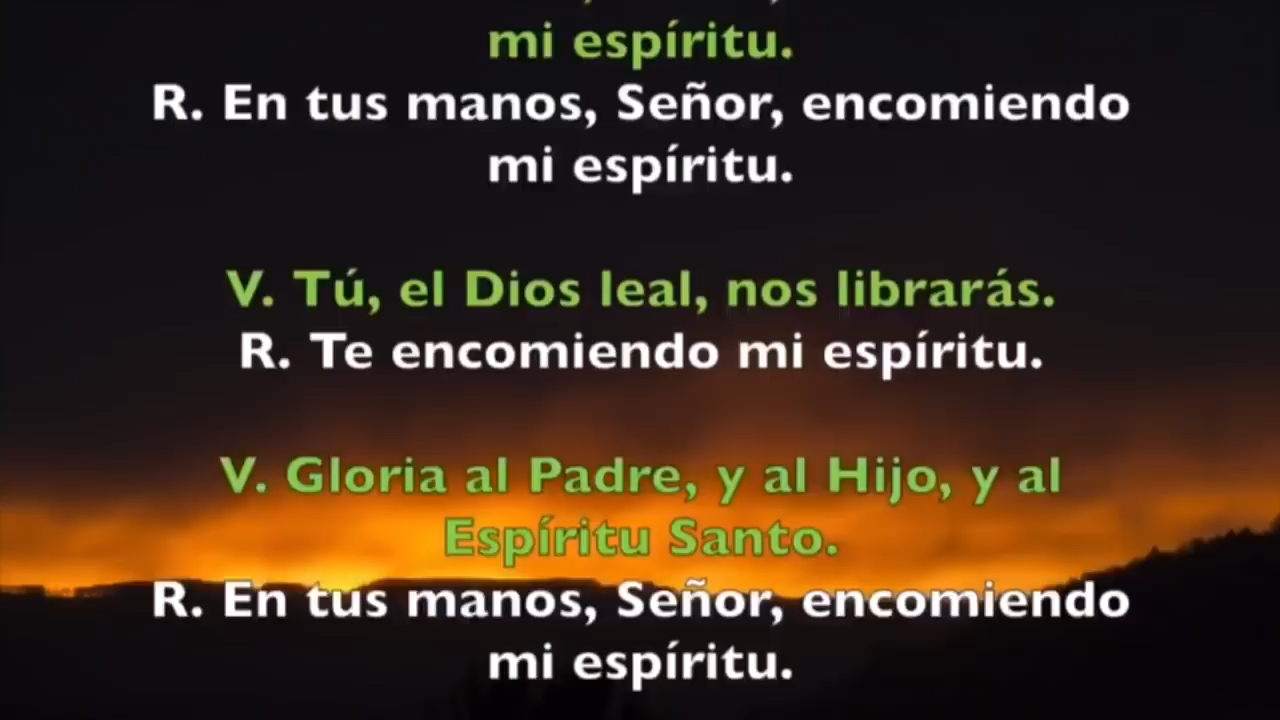 mi espíritu.
R. En tus manos, Señor, encomiendo
mi espíritu.
V. Tú, el Dios leal, nos librarás.
R. Te encomiendo mi espíritu.
V. Gloria al Padre, y al Hijo, y al
Espíritu Santo.
R. En tus manos, Señor, encomiendo
mi espíritu.